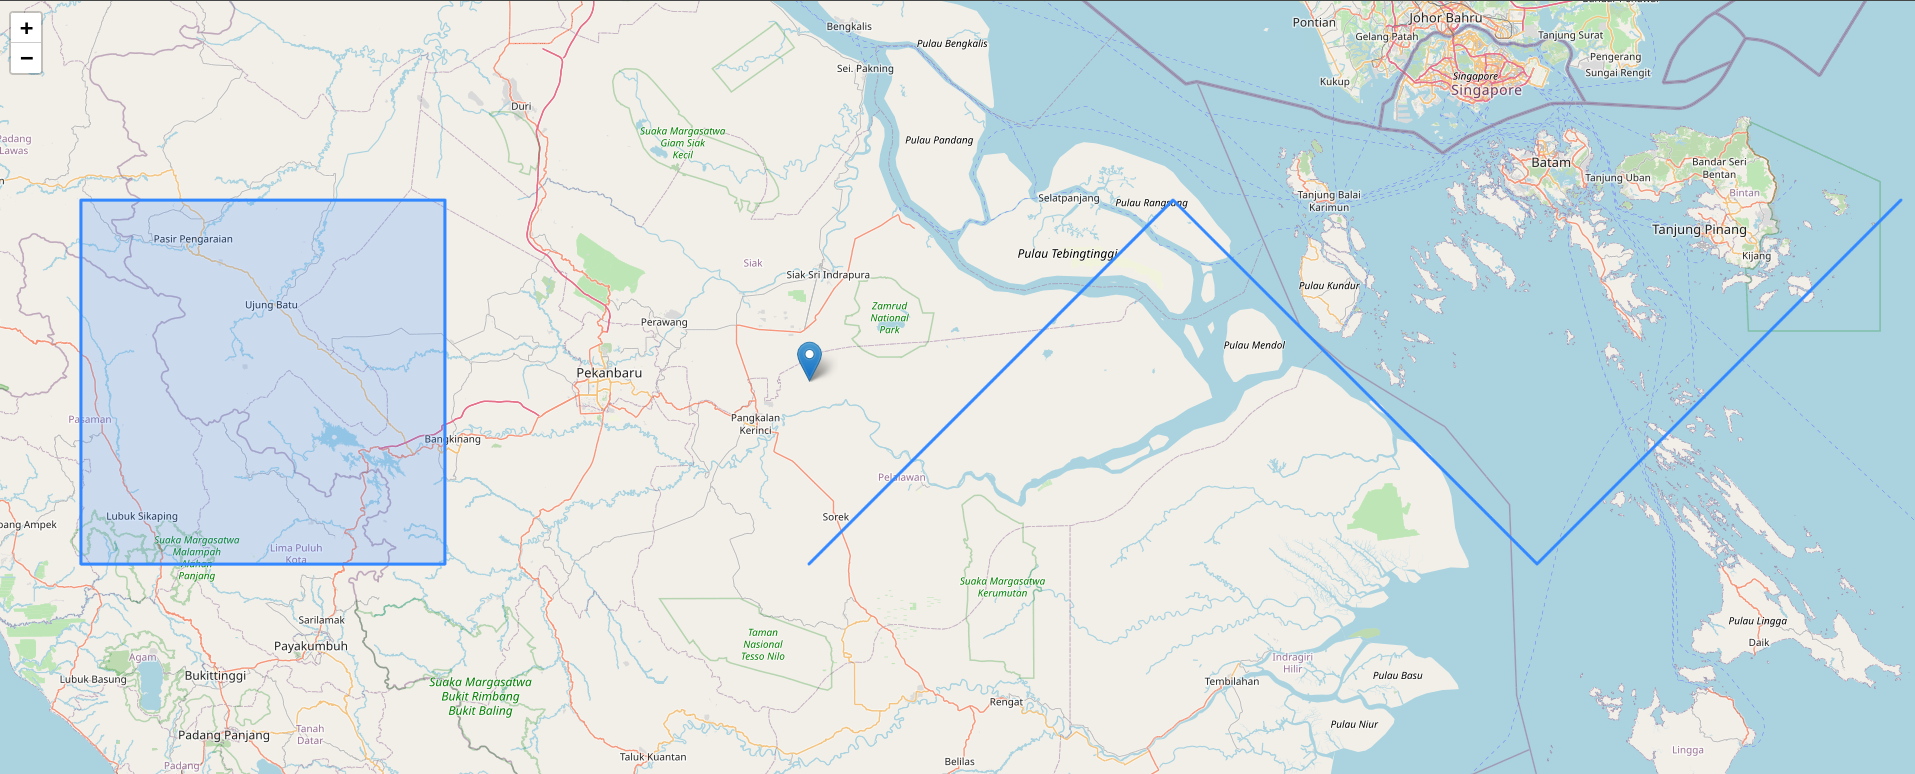 +
−
Bengkalis
Pulau Bengkalis
Sei. Pakning
Pontian
Johor Bahru
Gelang Patah
Tanjung Surat
Pengerang
Sungai Rengit
Kukup
Singapore
Singapore
Duri
Padang
Lawas
Suaka Margasatwa
Giam Siak
Kecil
Pulau Pandang
Batam
Bandar Seri
Bentan
Tanjung Uban
Bintan
Selatpanjang
Pulau Rangsang
Tanjung Balai
Karimun
Tanjung Pinang
Kijang
Pasir Pengaraian
Pulau Tebingtinggi
Siak
Siak Sri Indrapura
Pulau Kundur
Ujung Batu
Zamrud
National
Park
Perawang
Pulau Mendol
Pekanbaru
Pasaman
Pangkalan
Kerinci
Bangkinang
Pelalawan
Lubuk Sikaping
Sorek
bang Ampek
Suaka Margasatwa
Malampah
Alahan
Panjang
Lima Puluh
Kota
Suaka Margasatwa
Kerumutan
Sarilamak
Payakumbuh
Taman
Nasional
Tesso Nilo
Pulau Lingga
Daik
Agam
Lubuk Basung
Bukittinggi
Suaka Margasatwa
Bukit Rimbang
Bukit Baling
Indragiri
Hilir
Tembilahan
Pulau Basu
Rengat
Pulau Niur
Padang Panjang
Tanah
Datar
Taluk Kuantan
Belilas
Lingga
Padang